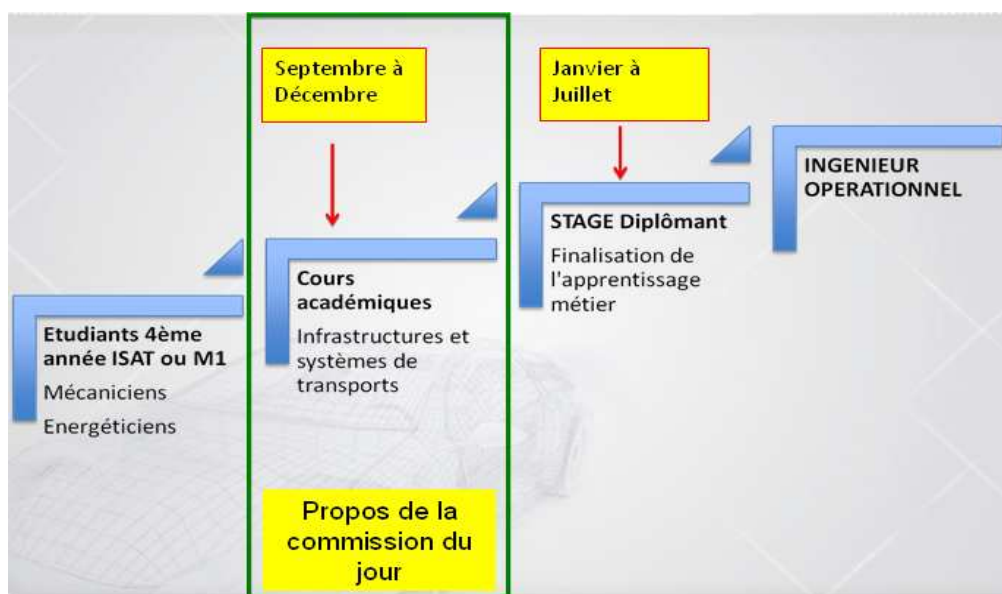 Septembre à
Décembre
Janvier à
Juillet
Etudiants 4ème
année ISAT ou M1
Mécaniciens
Energéticiens
Cours
académiques
Infrastructures et
systèmes de
transports
STAGE Diplômant
Finalisation de
l'apprentissage
métier
INGENIEUR
OPERATIONNEL
Propos de la
commission du
jour